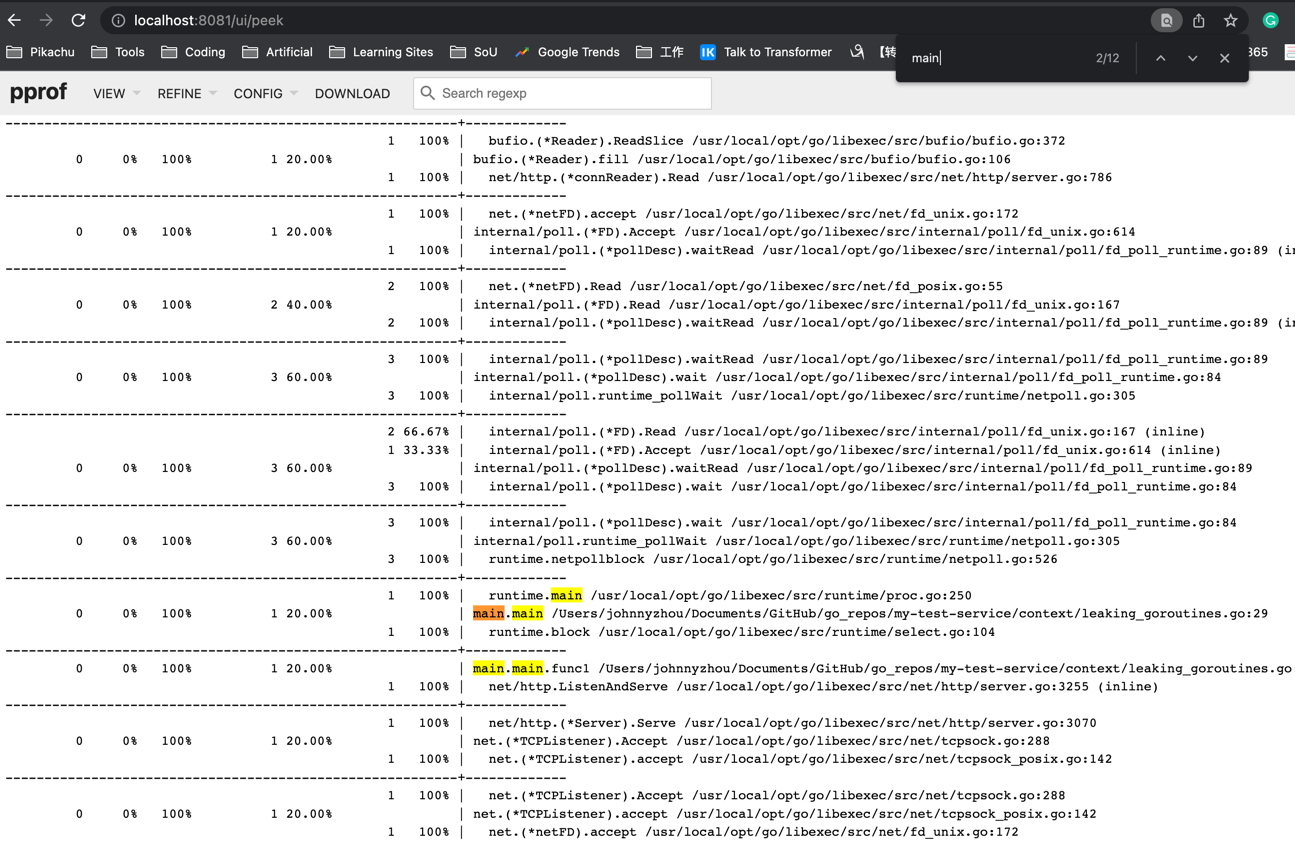 localhost:8081/ui/peek
Pikachu Tools Coding Artificial Learning Sites SoU Google Trends 工作 Talk to Transformer 【转 365
main 2/12
pprof VIEW REFINE CONFIG DOWNLOAD Search regexp
----------------------------------------------------------+-------------
1 100% | bufio.(*Reader).ReadSlice /usr/local/opt/go/libexec/src/bufio/bufio.go:372
0 0% 100% 1 20.00% | bufio.(*Reader).fill /usr/local/opt/go/libexec/src/bufio/bufio.go:106
1 100% | net/http.(*connReader).Read /usr/local/opt/go/libexec/src/net/http/server.go:786
----------------------------------------------------------+-------------
1 100% | net.(*netFD).accept /usr/local/opt/go/libexec/src/net/fd_unix.go:172
0 0% 100% 1 20.00% | internal/poll.(*FD).Accept /usr/local/opt/go/libexec/src/internal/poll/fd_unix.go:614
1 100% | internal/poll.(*pollDesc).waitRead /usr/local/opt/go/libexec/src/internal/poll/fd_poll_runtime.go:89 (in
----------------------------------------------------------+-------------
2 100% | net.(*netFD).Read /usr/local/opt/go/libexec/src/net/fd_posix.go:55
0 0% 100% 2 40.00% | internal/poll.(*FD).Read /usr/local/opt/go/libexec/src/internal/poll/fd_unix.go:167
2 100% | internal/poll.(*pollDesc).waitRead /usr/local/opt/go/libexec/src/internal/poll/fd_poll_runtime.go:89 (in
----------------------------------------------------------+-------------
3 100% | internal/poll.(*pollDesc).waitRead /usr/local/opt/go/libexec/src/internal/poll/fd_poll_runtime.go:89
0 0% 100% 3 60.00% | internal/poll.(*pollDesc).wait /usr/local/opt/go/libexec/src/internal/poll/fd_poll_runtime.go:84
3 100% | internal/poll.runtime_pollWait /usr/local/opt/go/libexec/src/runtime/netpoll.go:305
----------------------------------------------------------+-------------
2 66.67% | internal/poll.(*FD).Read /usr/local/opt/go/libexec/src/internal/poll/fd_unix.go:167 (inline)
1 33.33% | internal/poll.(*FD).Accept /usr/local/opt/go/libexec/src/internal/poll/fd_unix.go:614 (inline)
0 0% 100% 3 60.00% | internal/poll.(*pollDesc).waitRead /usr/local/opt/go/libexec/src/internal/poll/fd_poll_runtime.go:89
3 100% | internal/poll.(*pollDesc).wait /usr/local/opt/go/libexec/src/internal/poll/fd_poll_runtime.go:84
----------------------------------------------------------+-------------
3 100% | internal/poll.(*pollDesc).wait /usr/local/opt/go/libexec/src/internal/poll/fd_poll_runtime.go:84
0 0% 100% 3 60.00% | internal/poll.runtime_pollWait /usr/local/opt/go/libexec/src/runtime/netpoll.go:305
3 100% | runtime.netpollblock /usr/local/opt/go/libexec/src/runtime/netpoll.go:526
----------------------------------------------------------+-------------
1 100% | runtime.main /usr/local/opt/go/libexec/src/runtime/proc.go:250
0 0% 100% 1 20.00% | main.main /Users/johnnyzhou/Documents/GitHub/go_repos/my-test-service/context/leaking_goroutines.go:29
1 100% | runtime.block /usr/local/opt/go/libexec/src/runtime/select.go:104
----------------------------------------------------------+-------------
0 0% 100% 1 20.00% | main.main.func1 /Users/johnnyzhou/Documents/GitHub/go_repos/my-test-service/context/leaking_goroutines.go
1 100% | net/http.ListenAndServe /usr/local/opt/go/libexec/src/net/http/server.go:3255 (inline)
----------------------------------------------------------+-------------
1 100% | net/http.(*Server).Serve /usr/local/opt/go/libexec/src/net/http/server.go:3070
0 0% 100% 1 20.00% | net.(*TCPListener).Accept /usr/local/opt/go/libexec/src/net/tcpsock.go:288
1 100% | net.(*TCPListener).accept /usr/local/opt/go/libexec/src/net/tcpsock_posix.go:142
----------------------------------------------------------+-------------
1 100% | net.(*TCPListener).Accept /usr/local/opt/go/libexec/src/net/tcpsock.go:288
0 0% 100% 1 20.00% | net.(*TCPListener).accept /usr/local/opt/go/libexec/src/net/tcpsock_posix.go:142
1 100% | net.(*netFD).accept /usr/local/opt/go/libexec/src/net/fd_unix.go:172